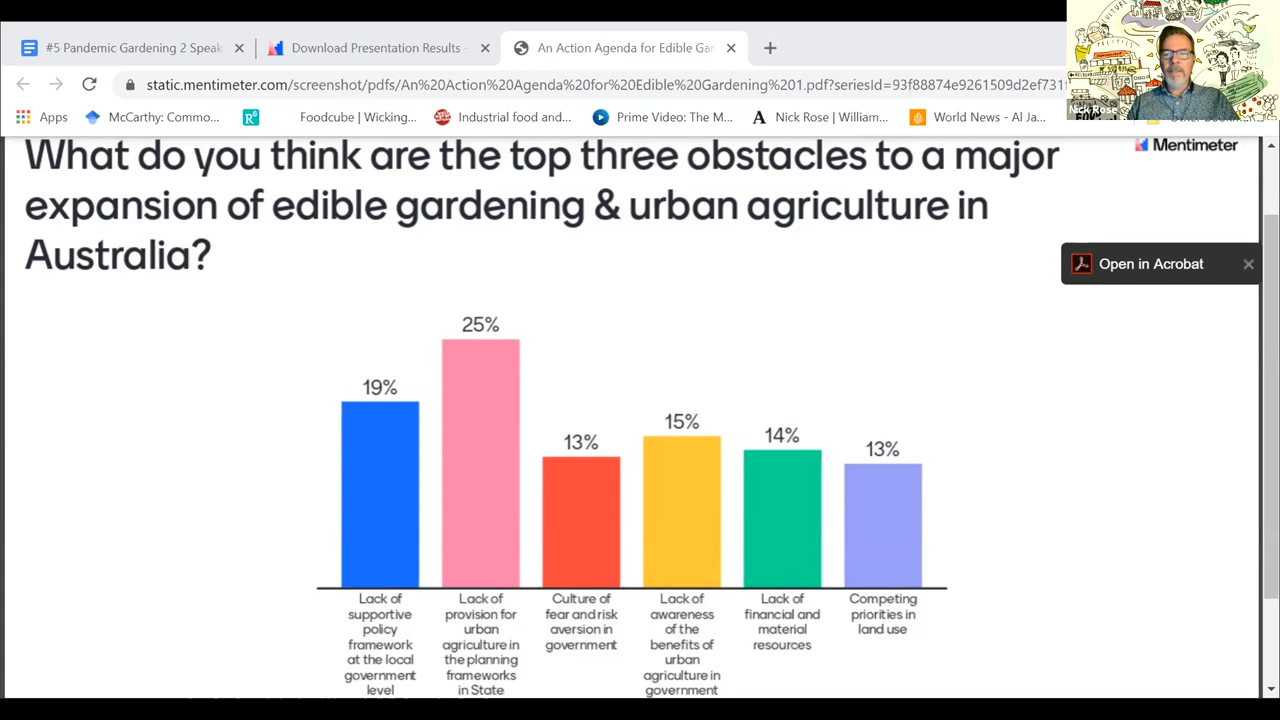 #5 Pandemic Gardening 2 Speak
Download Presentation Results -
An Action Agenda for Edible Gar
static.mentimeter.com/screenshot/
ction%20Agenda%20for%20Edible%20Gardening%201.pdf?seriesId=93f88874e9261509d2ef731
Nick Rose
Apps
McCarthy: Commo...
Foodcube | Wicking...
Industrial food and...
Prime Video: The M...
Nick Rose | William...
World News - Al Ja...
What do you think are the top three obstacles to a major
expansion of edible gardening & urban agriculture in
Australia?
Mentimeter
Open in Acrobat
19%
25%
13%
15%
14%
13%
Lack of
supportive
policy
framework
at the local
government
level
Lack of
provision for
urban
agriculture in
the planning
frameworks
in State
Culture of
fear and risk
aversion in
government
Lack of
awareness
of the
benefits of
urban
agriculture in
government
Lack of
financial and
material
resources
Competing
priorities in
land use